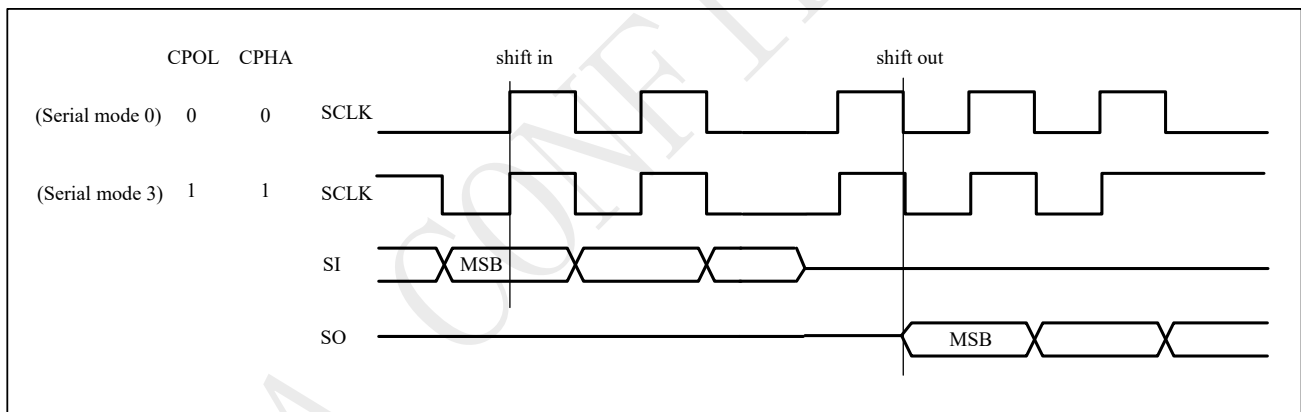 CPOL CPHA shift in shift out
(Serial mode 0) 0 0 SCLK
(Serial mode 3) 1 1 SCLK
SI MSB
SO MSB